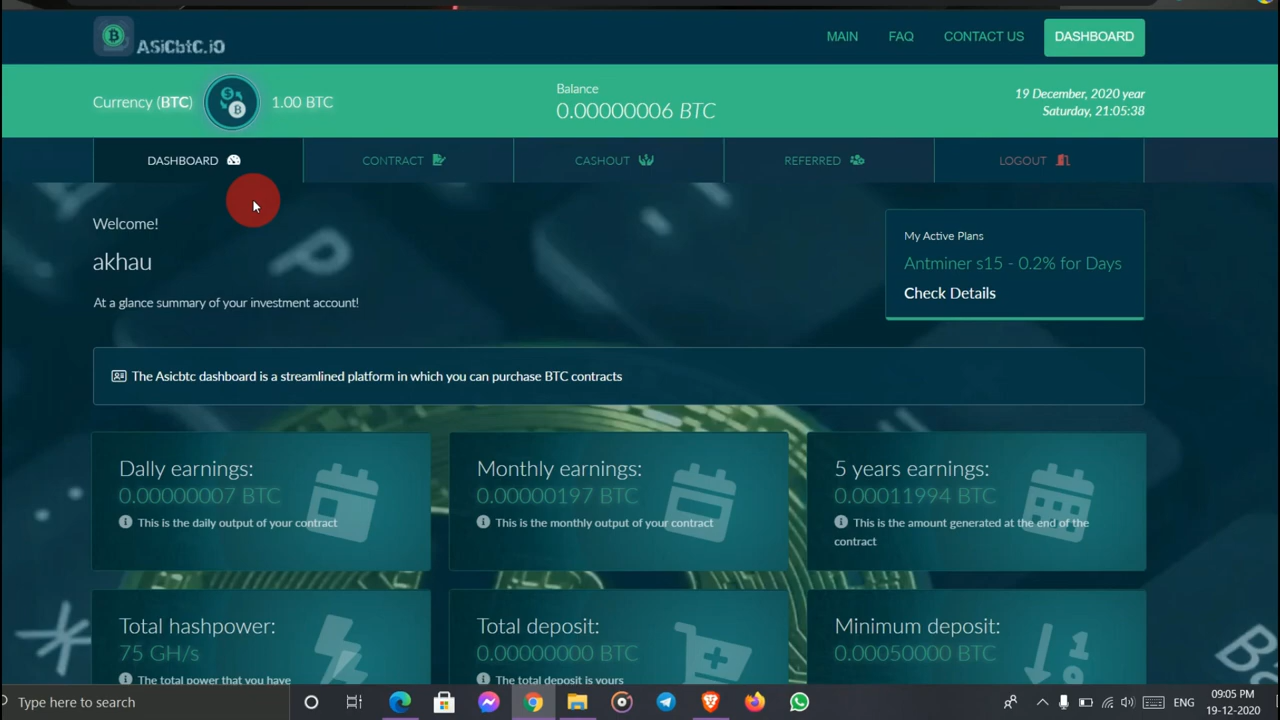 AsicbtC.iO
MAIN
FAQ
CONTACT US
DASHBOARD
Currency (BTC)
1.00 BTC
Balance
0.00000006 BTC
19 December, 2020 year
Saturday, 21:05:38
DASHBOARD
CONTRACT
CASHOUT
REFERRED
LOGOUT
Welcome!
akhau
At a glance summary of your investment account!
My Active Plans
Antminer s15 - 0.2% for Days
Check Details
The Asicbtc dashboard is a streamlined platform in which you can purchase BTC contracts
Dally earnings:
0.00000007 BTC
This is the daily output of your contract
Monthly earnings:
0.00000197 BTC
This is the monthly output of your contract
5 years earnings:
0.00011994 BTC
This is the amount generated at the end of the
contract
Total hashpower:
75 GH/s
The total power that you have
Total deposit:
0.00000000 BTC
The total deposit is yours
Minimum deposit:
0.00050000 BTC
Type here to search
ENG
09:05 PM
19-12-2020